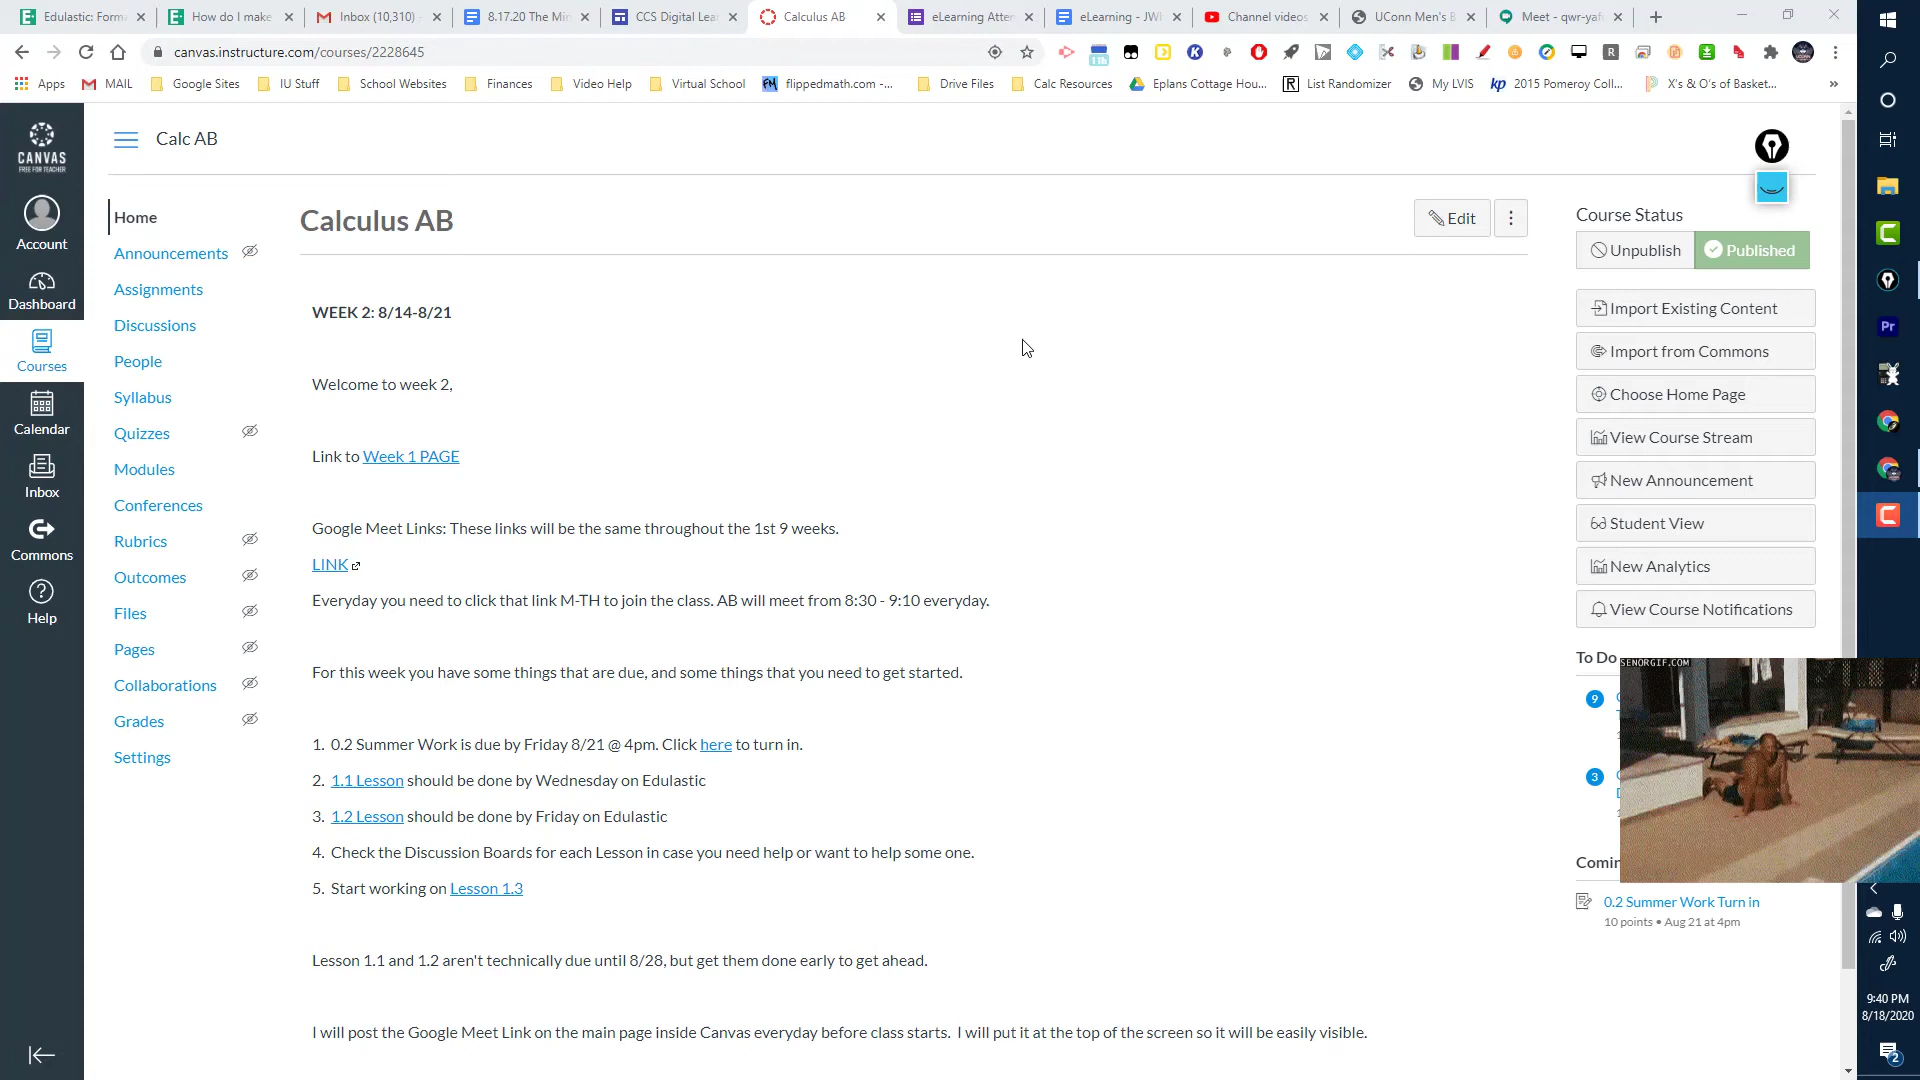 Edulastic: Forma
How do I make
Inbox (10,310) -
8.17.20 The Min
CCS Digital Lear
Calculus AB
eLearning Atten
eLearning - JWI
Channel videos
UConn Men's B
Meet - qwr-yaf
canvas.instructure.com/courses/2228645
11k
Apps
MAIL
Google Sites
IU Stuff
School Websites
Finances
Video Help
Virtual School
flippedmath.com -...
Drive Files
Calc Resources
Eplans Cottage Hou...
List Randomizer
My LVIS
2015 Pomeroy Coll...
X's & O's of Basket...
CANVAS
FREE FOR TEACHER
Account
Dashboard
Courses
Calendar
Inbox
Commons
Help
Calc AB
Home
Announcements
Assignments
Discussions
People
Syllabus
Quizzes
Modules
Conferences
Rubrics
Outcomes
Files
Pages
Collaborations
Grades
Settings
Calculus AB
Edit
WEEK 2: 8/14-8/21
Welcome to week 2,
Link to Week 1 PAGE
Google Meet Links: These links will be the same throughout the 1st 9 weeks.
LINK
Everyday you need to click that link M-TH to join the class. AB will meet from 8:30 - 9:10 everyday.
For this week you have some things that are due, and some things that you need to get started.
1. 0.2 Summer Work is due by Friday 8/21 @ 4pm. Click here to turn in.
2. 1.1 Lesson should be done by Wednesday on Edulastic
3. 1.2 Lesson should be done by Friday on Edulastic
4. Check the Discussion Boards for each Lesson in case you need help or want to help some one.
5. Start working on Lesson 1.3
Lesson 1.1 and 1.2 aren't technically due until 8/28, but get them done early to get ahead.
I will post the Google Meet Link on the main page inside Canvas everyday before class starts. I will put it at the top of the screen so it will be easily visible.
Course Status
Unpublish
Published
Import Existing Content
Import from Commons
Choose Home Page
View Course Stream
New Announcement
Student View
New Analytics
View Course Notifications
To Do
SENORGIF.COM
9
3
Comin
0.2 Summer Work Turn in
10 points • Aug 21 at 4pm
Pr
9:40 PM
8/18/2020
2